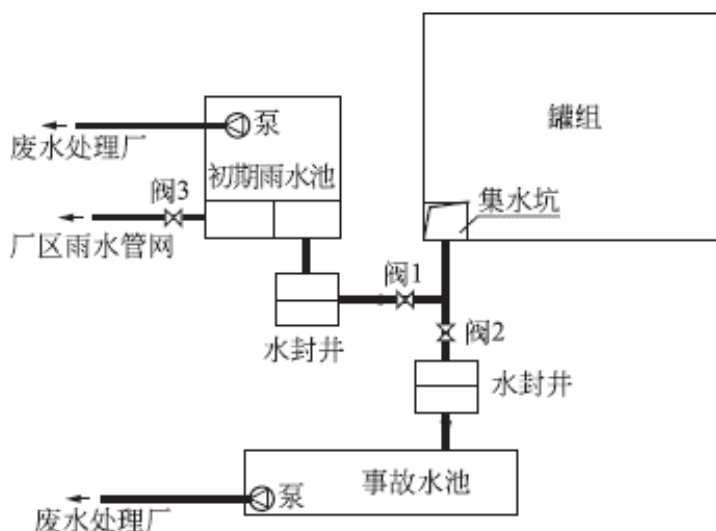 罐组
泵
废水处理厂
初期雨水池
阀3
集水坑
厂区雨水管网
阀1
阀2
水封井
水封井
事故水池
泵
废水处理厂